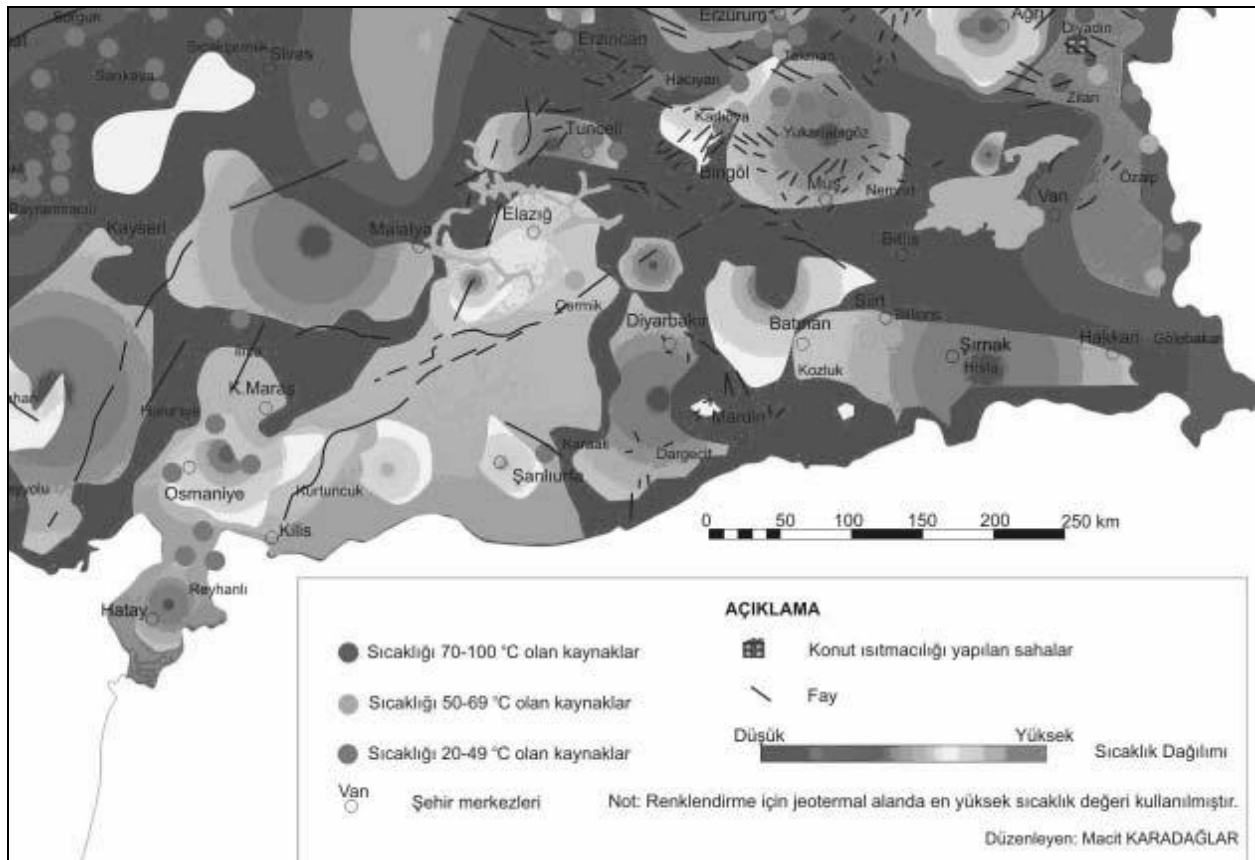 Sorgun
Erzurum
Ağrı
Diyadin
Sivas
Erzincan
Tekman
Sarıkaya
Hacıyan
Zilan
Karlıova
Tunceli
Yukarıalagöz
Bingöl
Özalp
Muş
Nemrut
Van
Kayseri
Malatya
Elazığ
Bitlis
Çermik
Siirt
Billoris
Diyarbakır
Batman
Şırnak
Hakkari
Kozluk
Hısta
K.Maraş
Mardin
Dargeçit
Şanlıurfa
Osmaniye
Kurtuncuk
Kilis
0 50 100 150 200 250 km
Reyhanlı
Hatay
AÇIKLAMA
Sıcaklığı 70-100 °C olan kaynaklar
Konut ısıtmacılığı yapılan sahalar
Sıcaklığı 50-69 °C olan kaynaklar
Fay
Düşük Yüksek
Sıcaklığı 20-49 °C olan kaynaklar
Sıcaklık Dağılımı
Van
Şehir merkezleri
Not: Renklendirme için jeotermal alanda en yüksek sıcaklık değeri kullanılmıştır.
Düzenleyen: Macit KARADAĞLAR